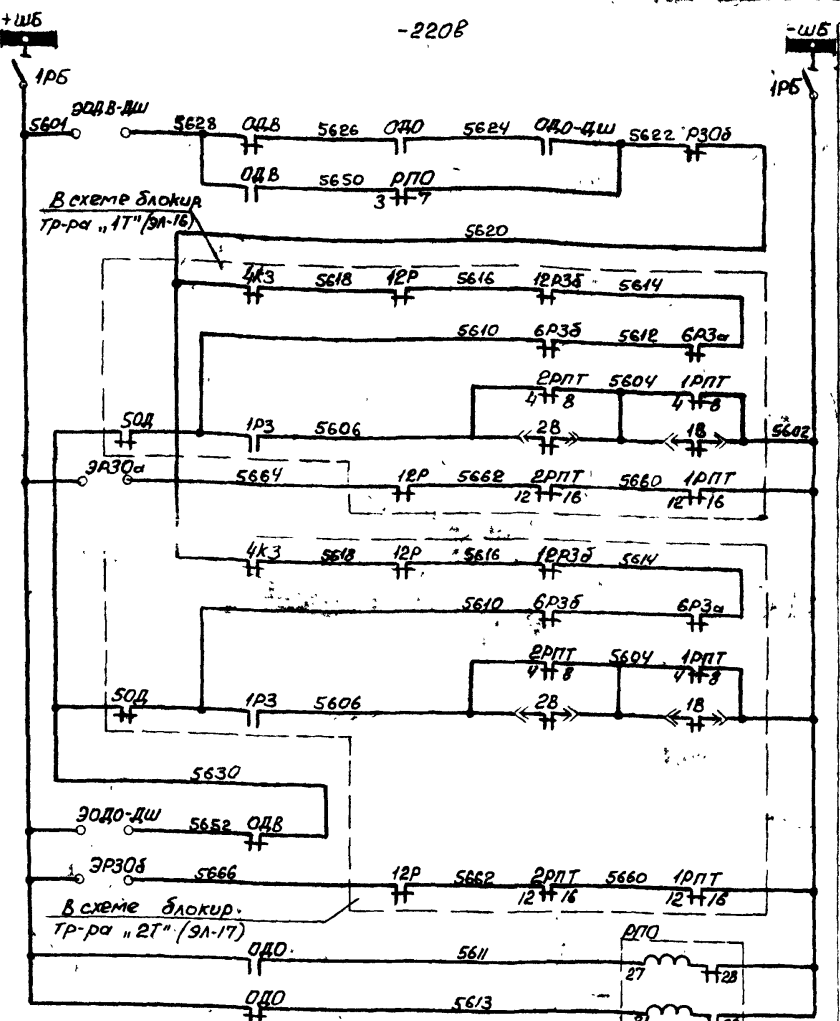 +ШБ
-220В
-ШБ
1РБ
1РБ
ЭОДВ-ДШ
5601
5628 ОДВ 5626 ОДО 5624 ОДО-ДШ 5622 РЗОб
ОДВ 5650 РПО
3 7
В схеме блокир.
тр-ра „1Т" (9Л-16)
5620
4КЗ 5618 12Р 5616 12РЗб 5614
5610 6РЗб 5612 6РЗа
2РПТ 5604 1РПТ
4 8 4 8
5ОД 1РЗ 5606 2В 1В 5602
ЭРЗОа
5664 12Р 5662 2РПТ 5660 1РПТ
12 16 12 16
4КЗ 5618 12Р 5616 12РЗб 5614
5610 6РЗб 6РЗа
2РПТ 5604 1РПТ
4 8 4 8
5ОД 1РЗ 5606 2В 1В
5630
ЭОДО-ДШ
5652 ОДВ
ЭРЗОб
1 5666 12Р 5662 2РПТ 5660 1РПТ
12 16 12 16
В схеме блокир.
тр-ра „2Т" (9Л-17)
РПО
ОДО 5611
27 28
ОДО 5613